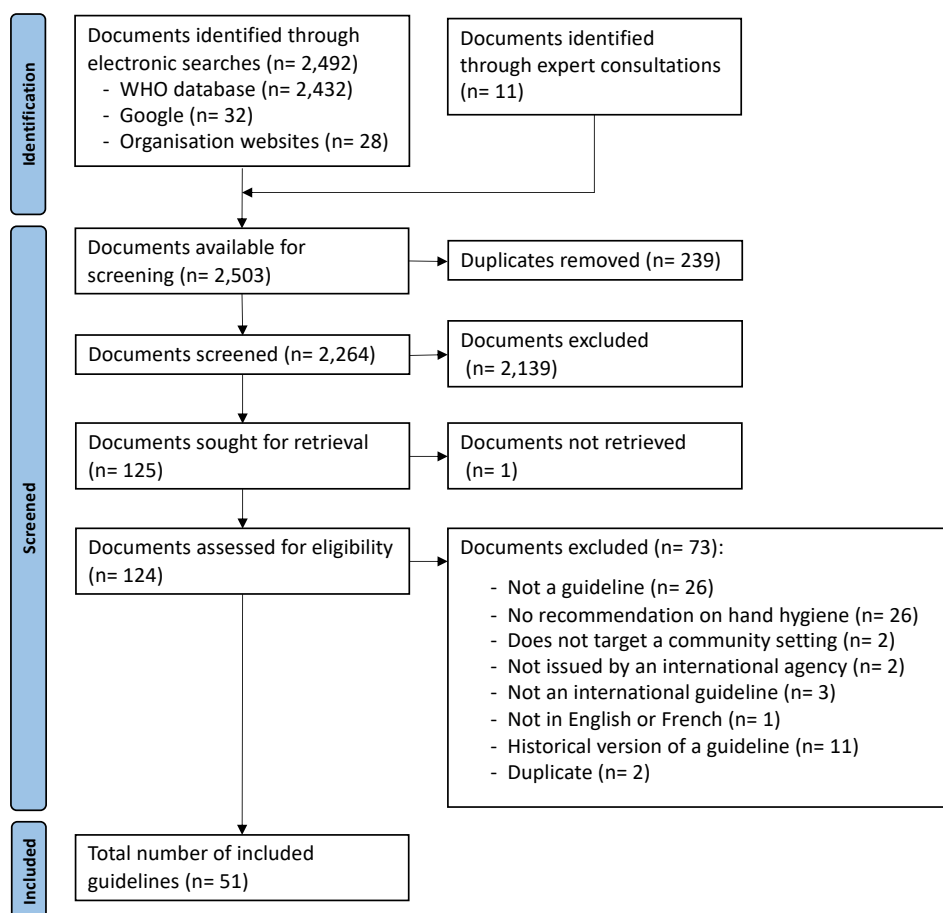 Identification
Documents identified through
electronic searches (n= 2,492)
- WHO database (n= 2,432)
- Google (n= 32)
- Organisation websites (n= 28)
Documents identified
through expert consultations
(n= 11)
Screened
Documents available for
screening (n= 2,503)
Duplicates removed (n= 239)
Documents screened (n= 2,264)
Documents excluded
(n= 2,139)
Documents sought for retrieval
(n= 125)
Documents not retrieved
(n= 1)
Documents assessed for eligibility
(n= 124)
Documents excluded (n= 73):
- Not a guideline (n= 26)
- No recommendation on hand hygiene (n= 26)
- Does not target a community setting (n= 2)
- Not issued by an international agency (n= 2)
- Not an international guideline (n= 3)
- Not in English or French (n= 1)
- Historical version of a guideline (n= 11)
- Duplicate (n= 2)
Included
Total number of included
guidelines (n= 51)